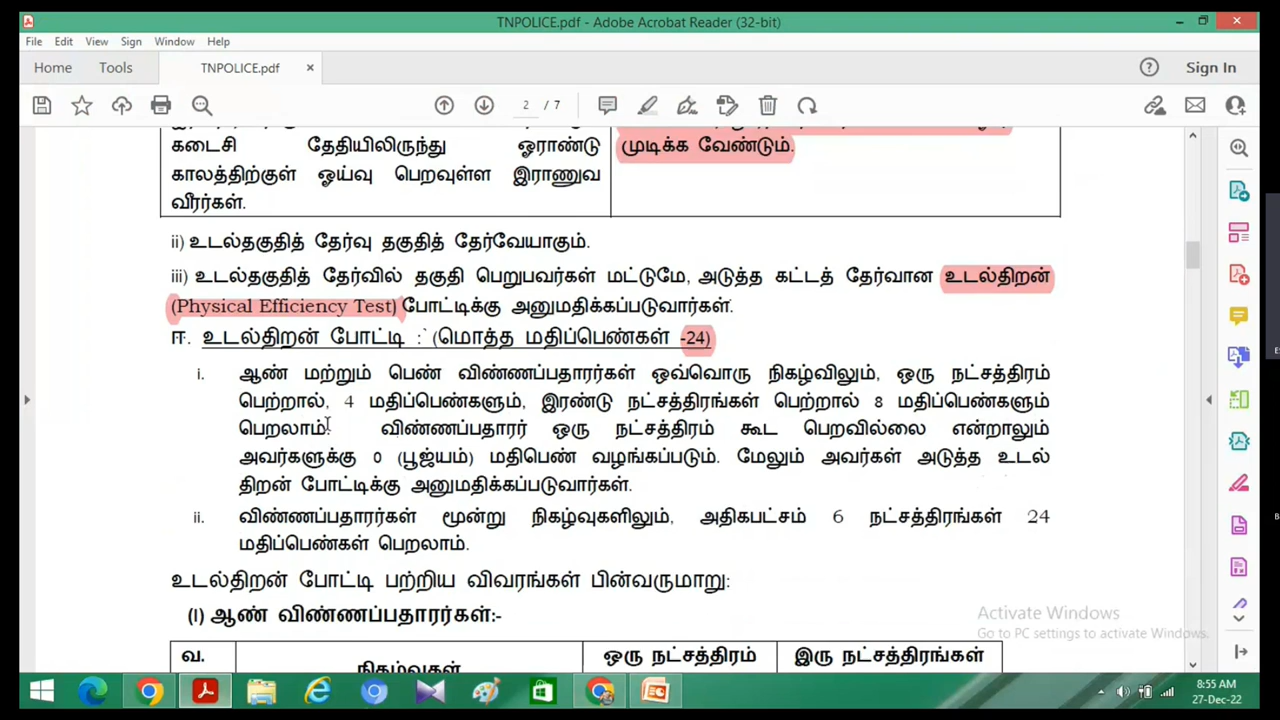 TNPOLICE.pdf - Adobe Acrobat Reader (32-bit)
File Edit View Sign Window Help
Home Tools TNPOLICE.pdf × Sign In
2 / 7
கடைசி தேதியிலிருந்து ஓராண்டு
காலத்திற்குள் ஓய்வு பெறவுள்ள இராணுவ
வீரர்கள்.
முடிக்க வேண்டும்.
ii) உடல்தகுதித் தேர்வு தகுதித் தேர்வேயாகும்.
iii) உடல்தகுதித் தேர்வில் தகுதி பெறுபவர்கள் மட்டுமே, அடுத்த கட்டத் தேர்வான உடல்திறன்
(Physical Efficiency Test) போட்டிக்கு அனுமதிக்கப்படுவார்கள்.
ஈ. உடல்திறன் போட்டி :` (மொத்த மதிப்பெண்கள் -24)
i. ஆண் மற்றும் பெண் விண்ணப்பதாரர்கள் ஒவ்வொரு நிகழ்விலும், ஒரு நட்சத்திரம்
பெற்றால், 4 மதிப்பெண்களும், இரண்டு நட்சத்திரங்கள் பெற்றால் 8 மதிப்பெண்களும்
பெறலாம். விண்ணப்பதாரர் ஒரு நட்சத்திரம் கூட பெறவில்லை என்றாலும்
அவர்களுக்கு 0 (பூஜ்யம்) மதிபெண் வழங்கப்படும். மேலும் அவர்கள் அடுத்த உடல்
திறன் போட்டிக்கு அனுமதிக்கப்படுவார்கள்.
ii. விண்ணப்பதாரர்கள் மூன்று நிகழ்வுகளிலும், அதிகபட்சம் 6 நட்சத்திரங்கள் 24
மதிப்பெண்கள் பெறலாம்.
உடல்திறன் போட்டி பற்றிய விவரங்கள் பின்வருமாறு:
(I) ஆண் விண்ணப்பதாரர்கள்:-
வ. நிகழ்வுகள் ஒரு நட்சத்திரம் இரு நட்சத்திரங்கள்
Activate Windows
Go to PC settings to activate Windows.
8:55 AM
27-Dec-22